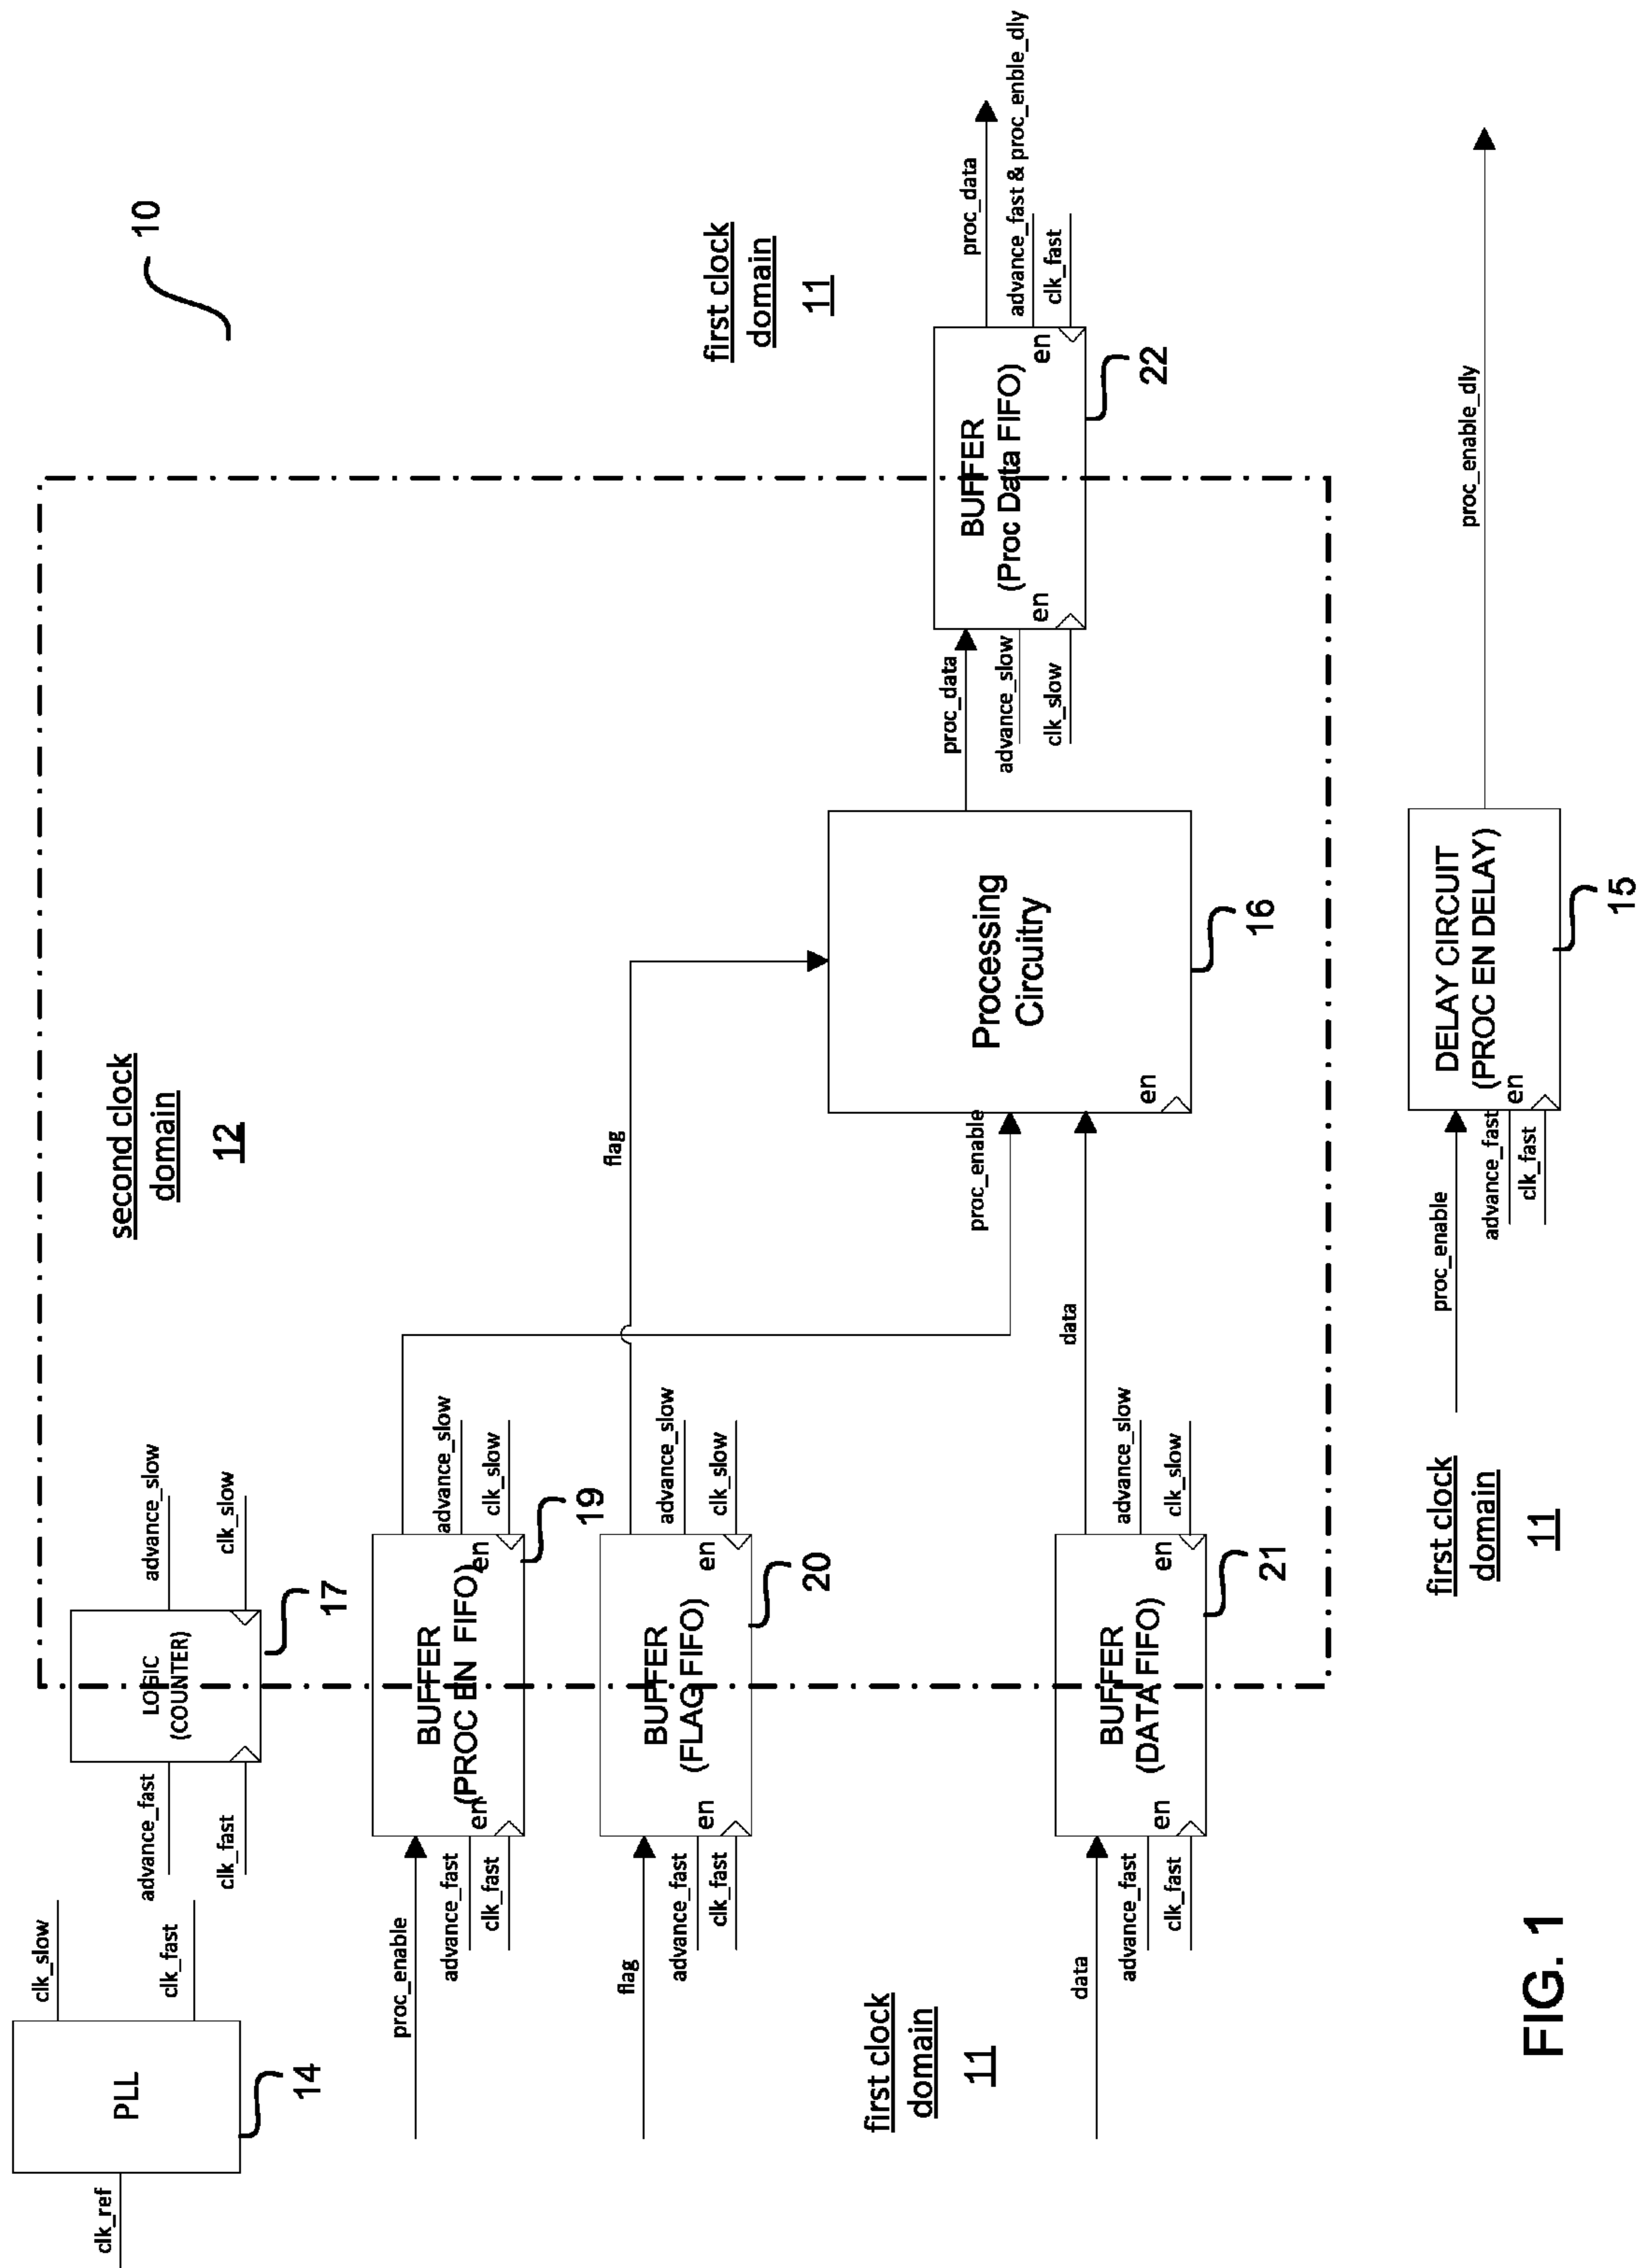 10
second clock
domain
12
first clock
domain
11
clk_ref
PLL
14
clk_slow
clk_fast
advance_fast
clk_fast
LOGIC
(COUNTER)
17
advance_slow
clk_slow
proc_enable
advance_fast
clk_fast
BUFFER
(PROC EN FIFO)
en
en
19
advance_slow
clk_slow
flag
advance_fast
clk_fast
BUFFER
(FLAG FIFO)
en
en
20
advance_slow
clk_slow
flag
first clock
domain
11
data
advance_fast
clk_fast
BUFFER
(DATA FIFO)
en
en
21
advance_slow
clk_slow
data
proc_enable
Processing
Circuitry
en
16
proc_data
advance_slow
clk_slow
BUFFER
(Proc Data FIFO)
en
en
22
proc_data
advance_fast & proc_enble_dly
clk_fast
first clock
domain
11
proc_enable
advance_fast
clk_fast
DELAY CIRCUIT
(PROC EN DELAY)
en
15
proc_enable_dly
FIG. 1